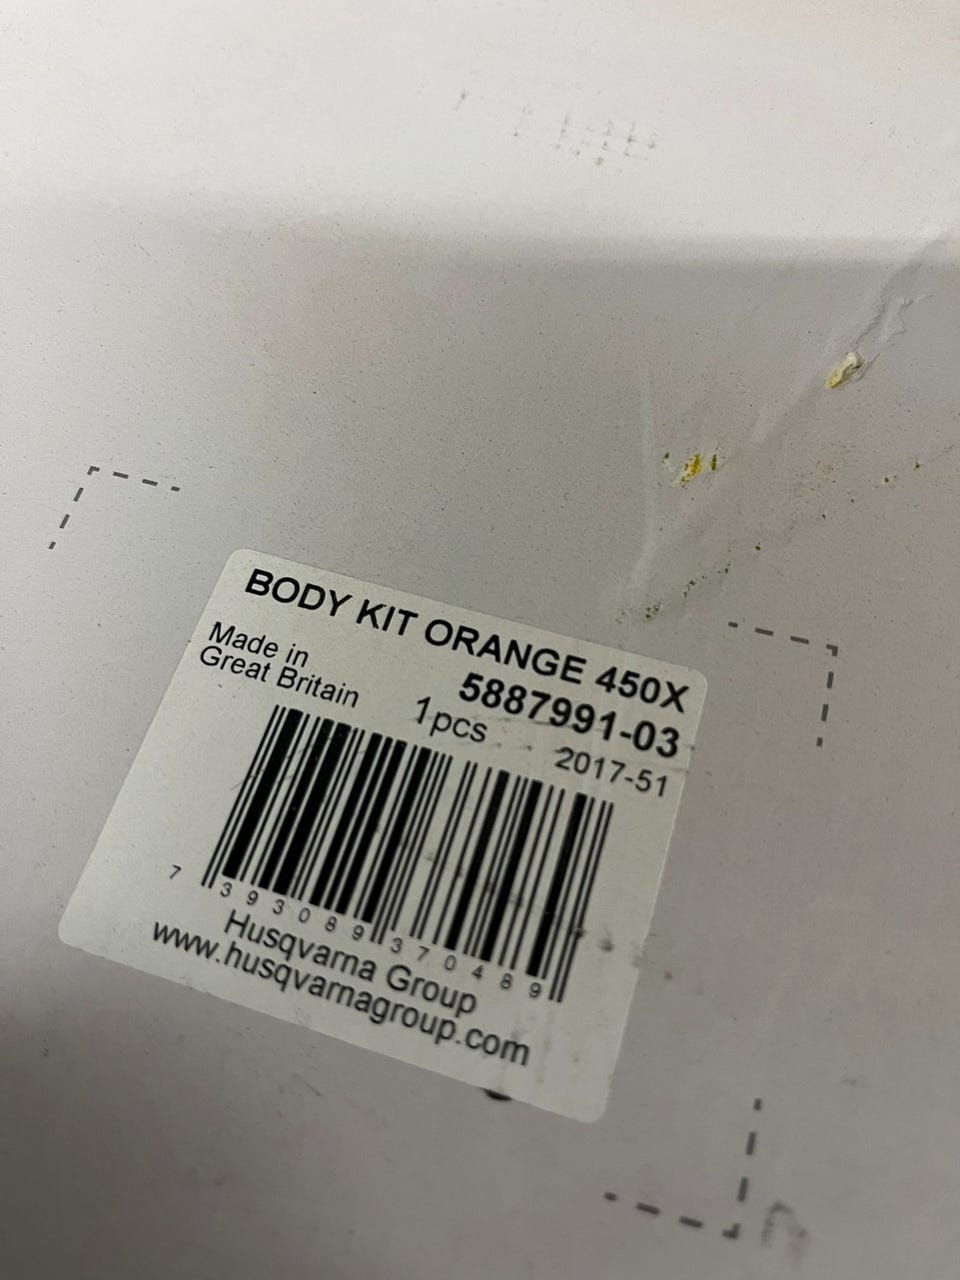 BODY KIT ORANGE 450X
5887991-03
Made in
Great Britain
1pcs
2017-51
7 393089 370489
Husqvarna Group
www.husqvarnagroup.com